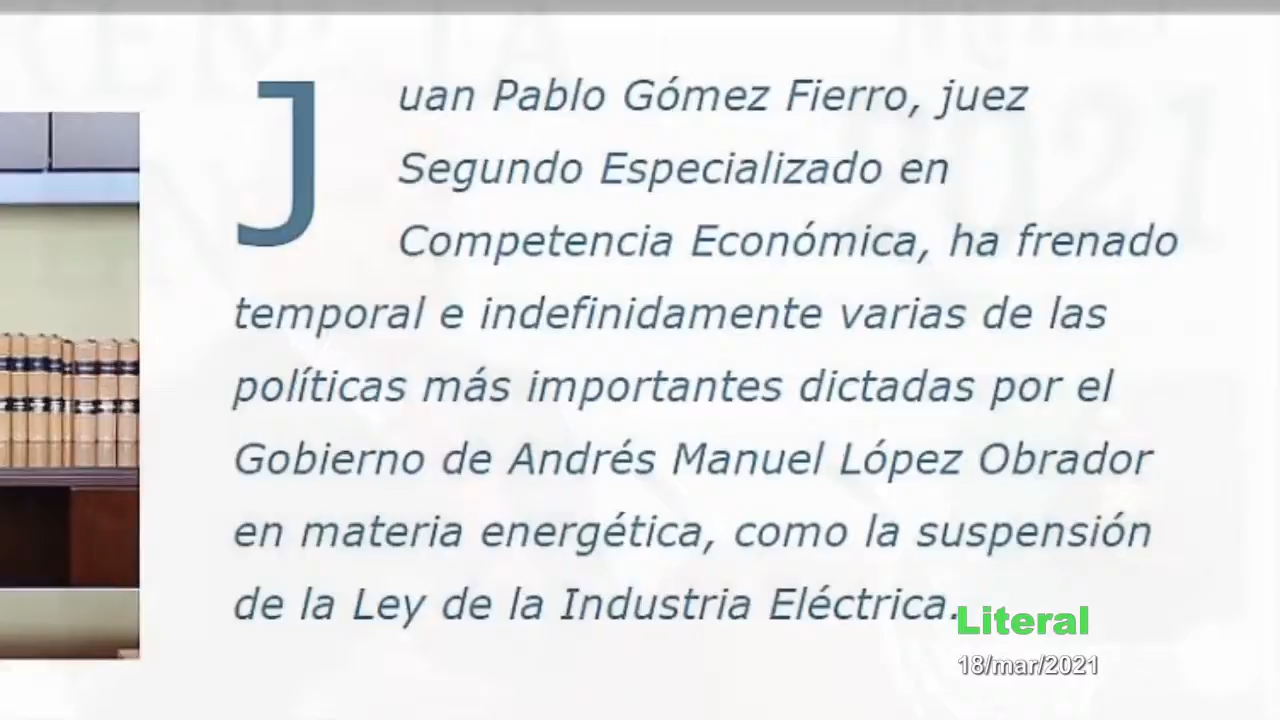 Juan Pablo Gómez Fierro, juez
Segundo Especializado en
Competencia Económica, ha frenado
temporal e indefinidamente varias de las
políticas más importantes dictadas por el
Gobierno de Andrés Manuel López Obrador
en materia energética, como la suspensión
de la Ley de la Industria Eléctrica.
Literal
18/mar/2021